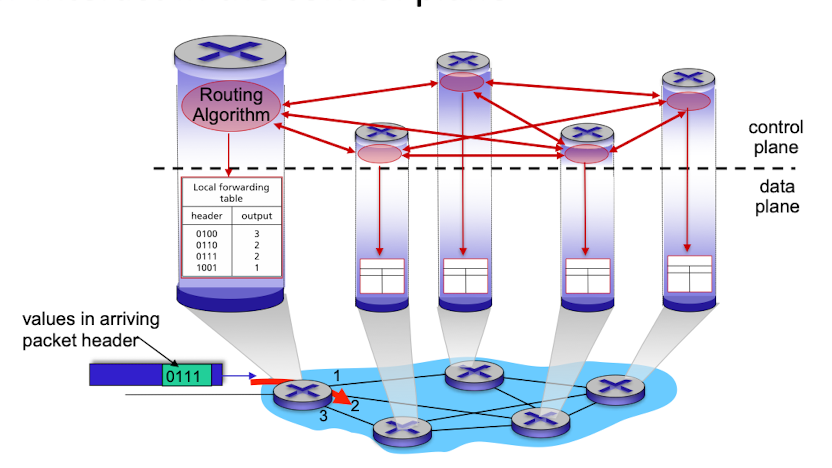 Routing
Algorithm
control
plane
data
plane
Local forwarding
table
header output
0100 3
0110 2
0111 2
1001 1
values in arriving
packet header
0111
1
2
3